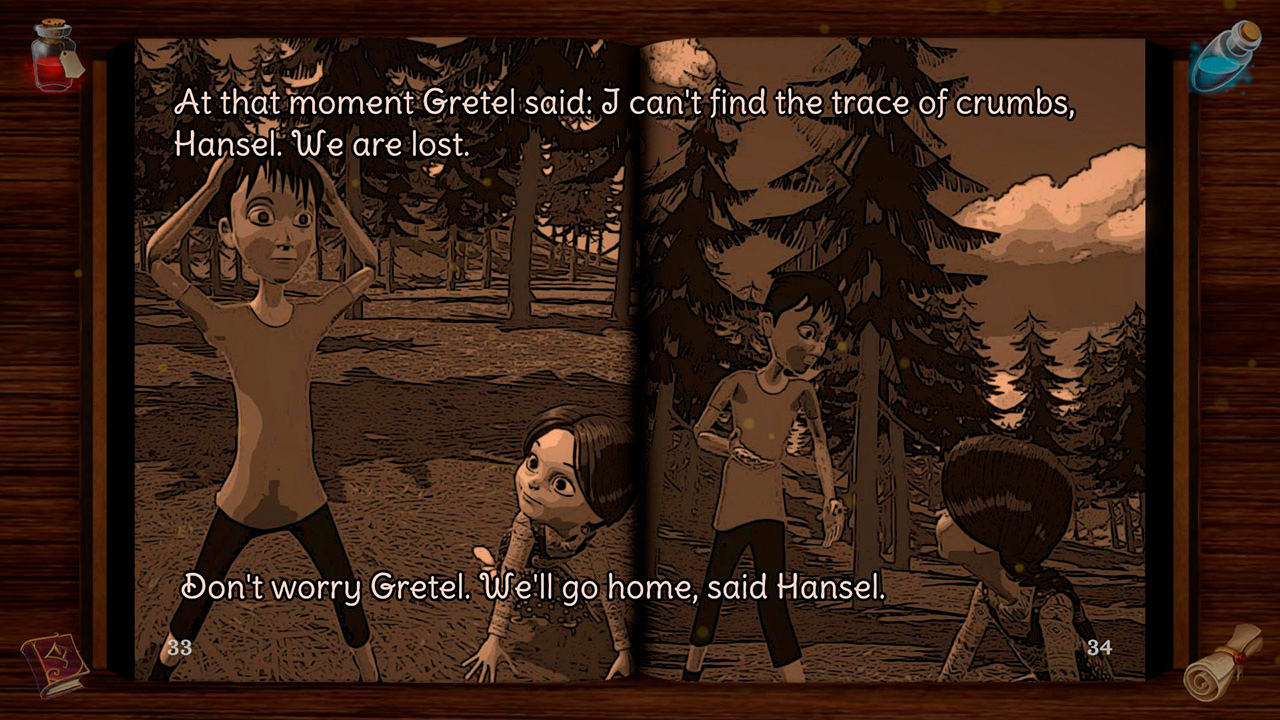 At that moment Gretel said: I can't find the trace of crumbs,
Hansel. We are lost.
Don't worry Gretel. We'll go home, said Hansel.
33
34